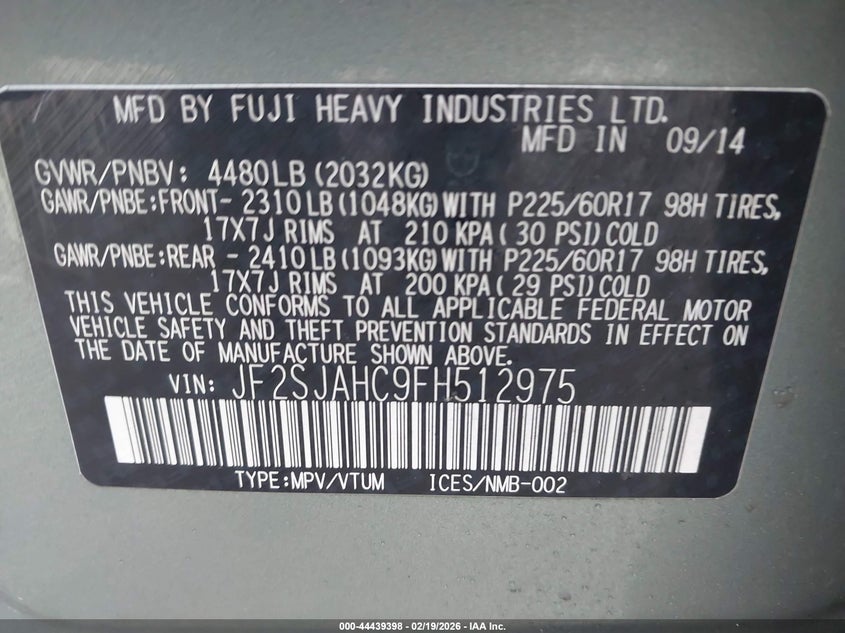 MFD BY FUJI HEAVY INDUSTRIES LTD.
MFD IN 09/14
GVWR/PNBV: 4480LB (2032KG)
GAWR/PNBE:FRONT- 2310LB (1048KG) WITH P225/60R17 98H TIRES,
17X7J RIMS AT 210 KPA ( 30 PSI) COLD
GAWR/PNBE:REAR - 2410LB (1093KG) WITH P225/60R17 98H TIRES,
17X7J RIMS AT 200 KPA ( 29 PSI) COLD
THIS VEHICLE CONFORMS TO ALL APPLICABLE FEDERAL MOTOR
VEHICLE SAFETY AND THEFT PREVENTION STANDARDS IN EFFECT ON
THE DATE OF MANUFACTURE SHOWN ABOVE.
VIN: JF2SJAHC9FH512975
TYPE:MPV/VTUM ICES/NMB-002
000-44439398 - 02/19/2026 - IAA Inc.